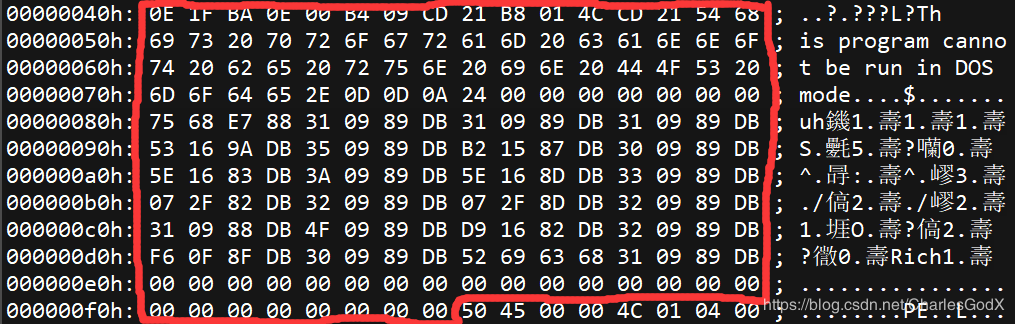 00000040h: 0E 1F BA 0E 00 B4 09 CD 21 B8 01 4C CD 21 54 68 ; ..?.???L?Th
00000050h: 69 73 20 70 72 6F 67 72 61 6D 20 63 61 6E 6E 6F ; is program canno
00000060h: 74 20 62 65 20 72 75 6E 20 69 6E 20 44 4F 53 20 ; t be run in DOS
00000070h: 6D 6F 64 65 2E 0D 0D 0A 24 00 00 00 00 00 00 00 ; mode....$.......
00000080h: 75 68 E7 88 31 09 89 DB 31 09 89 DB 31 09 89 DB ; uh鐖1.壽1.壽1.壽
00000090h: 53 16 9A DB 35 09 89 DB B2 15 87 DB 30 09 89 DB ; S.氈5.壽?囒0.壽
000000a0h: 5E 16 83 DB 3A 09 89 DB 5E 16 8D DB 33 09 89 DB ; ^.冐:.壽^.嶛3.壽
000000b0h: 07 2F 82 DB 32 09 89 DB 07 2F 8D DB 32 09 89 DB ; ./傐2.壽./嶛2.壽
000000c0h: 31 09 88 DB 4F 09 89 DB D9 16 82 DB 32 09 89 DB ; 1.堐O.壽?傐2.壽
000000d0h: F6 0F 8F DB 30 09 89 DB 52 69 63 68 31 09 89 DB ; ?徺0.壽Rich1.壽
000000e0h: 00 00 00 00 00 00 00 00 00 00 00 00 00 00 00 00 ; ................
000000f0h: 00 00 00 00 00 00 00 00 50 45 00 00 4C 01 04 00 ; ........PE..L...
https://blog.csdn.net/CharlesGodX